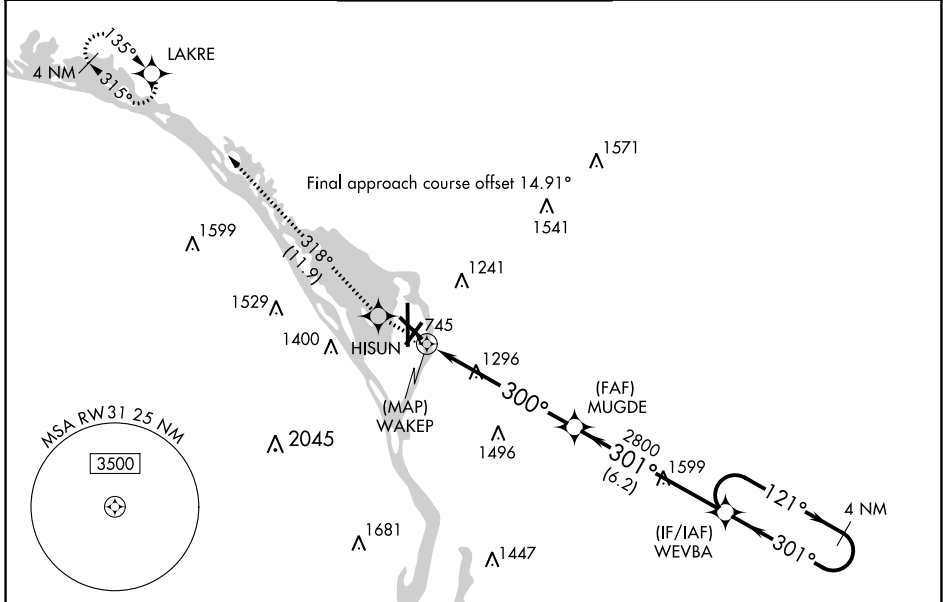 135°
LAKRE
4 NM
315°
1571
Final approach course offset 14.91°
1541
1599
318°
(11.9)
1241
1529
745
1400
HISUN
1296
(MAP)
WAKEP
300°
(FAF)
MUGDE
MSA RW31 25 NM
3500
2045
1496
2800
301°
(6.2)
1599
121°
4 NM
(IF/IAF)
WEVBA
301°
1681
1447